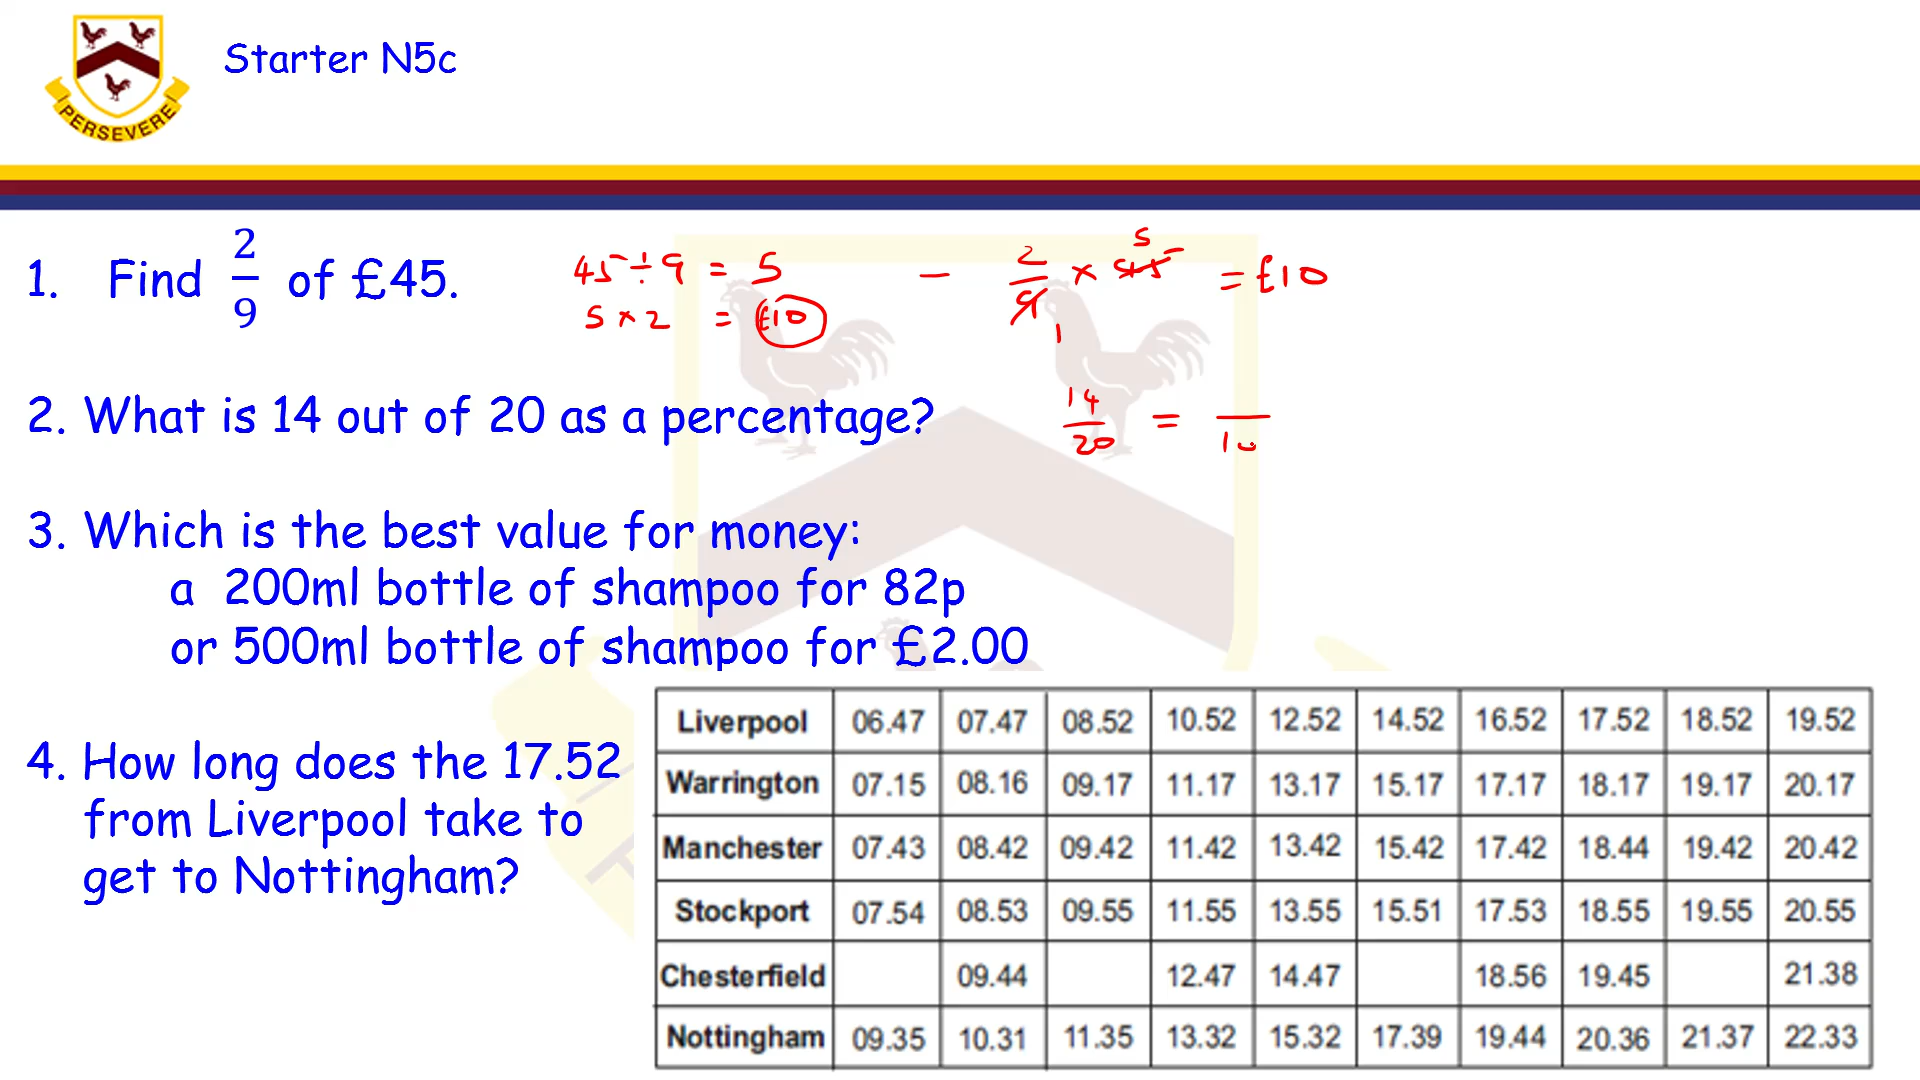 PERSEVERE
Starter N5c
1. Find 2/9 of £45.
45 ÷ 9 = 5
5 × 2 = £10
– 2/9 × 45 = £10
5
1
2. What is 14 out of 20 as a percentage?
14/20 =
3. Which is the best value for money:
a 200ml bottle of shampoo for 82p
or 500ml bottle of shampoo for £2.00
4. How long does the 17.52
from Liverpool take to
get to Nottingham?
Liverpool 06.47 07.47 08.52 10.52 12.52 14.52 16.52 17.52 18.52 19.52
Warrington 07.15 08.16 09.17 11.17 13.17 15.17 17.17 18.17 19.17 20.17
Manchester 07.43 08.42 09.42 11.42 13.42 15.42 17.42 18.44 19.42 20.42
Stockport 07.54 08.53 09.55 11.55 13.55 15.51 17.53 18.55 19.55 20.55
Chesterfield 09.44 12.47 14.47 18.56 19.45 21.38
Nottingham 09.35 10.31 11.35 13.32 15.32 17.39 19.44 20.36 21.37 22.33